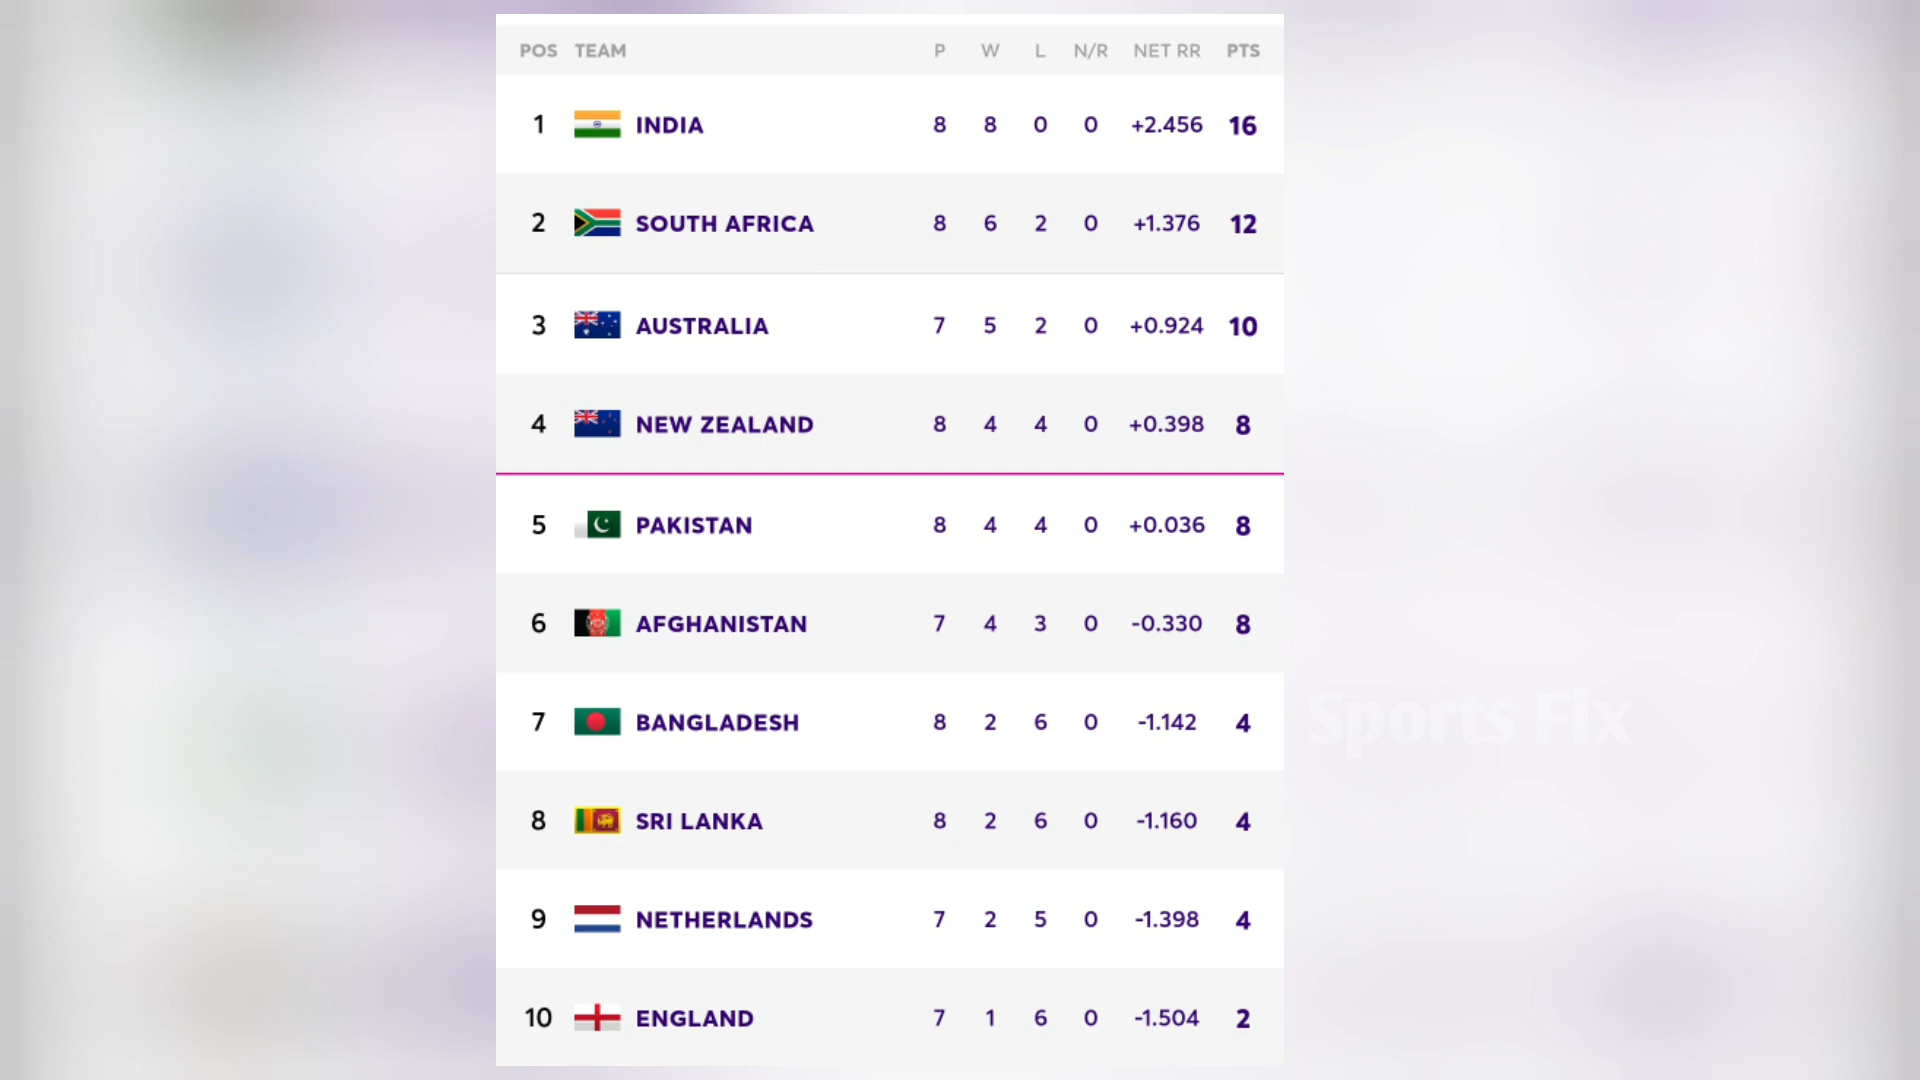 POS TEAM P W L N/R NET RR PTS
1 INDIA 8 8 0 0 +2.456 16
2 SOUTH AFRICA 8 6 2 0 +1.376 12
3 AUSTRALIA 7 5 2 0 +0.924 10
4 NEW ZEALAND 8 4 4 0 +0.398 8
5 PAKISTAN 8 4 4 0 +0.036 8
6 AFGHANISTAN 7 4 3 0 -0.330 8
7 BANGLADESH 8 2 6 0 -1.142 4
Sports Fix
8 SRI LANKA 8 2 6 0 -1.160 4
9 NETHERLANDS 7 2 5 0 -1.398 4
10 ENGLAND 7 1 6 0 -1.504 2